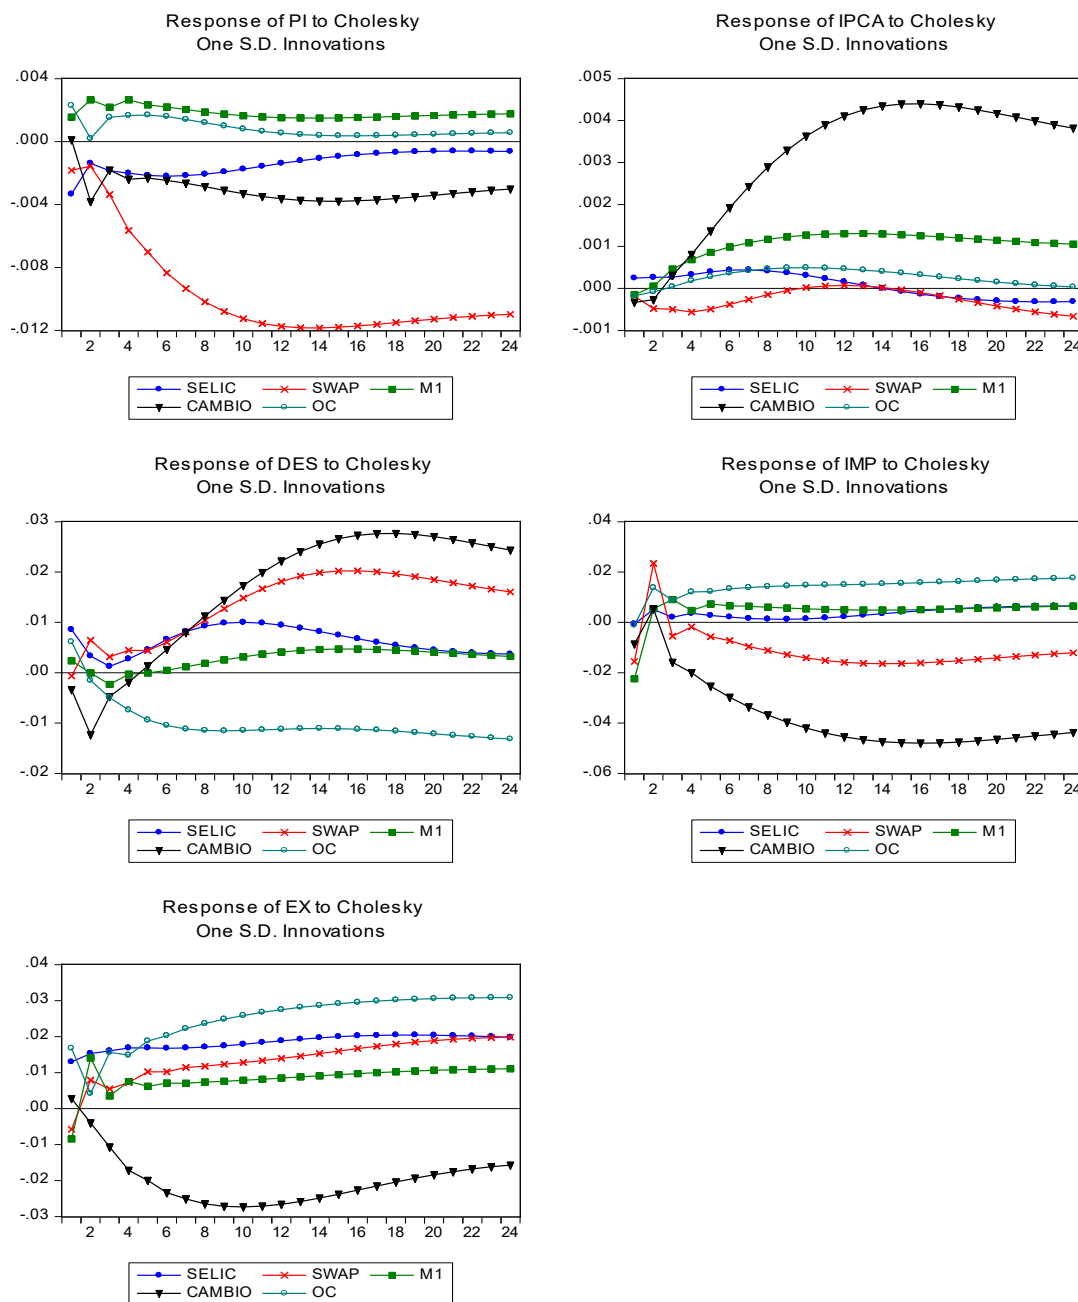 Response of PI to Cholesky
One S.D. Innovations
.004
.000
-.004
-.008
-.012
2 4 6 8 10 12 14 16 18 20 22 24
SELIC SWAP M1
CAMBIO OC
Response of IPCA to Cholesky
One S.D. Innovations
.005
.004
.003
.002
.001
.000
-.001
2 4 6 8 10 12 14 16 18 20 22 24
SELIC SWAP M1
CAMBIO OC
Response of DES to Cholesky
One S.D. Innovations
.03
.02
.01
.00
-.01
-.02
2 4 6 8 10 12 14 16 18 20 22 24
SELIC SWAP M1
CAMBIO OC
Response of IMP to Cholesky
One S.D. Innovations
.04
.02
.00
-.02
-.04
-.06
2 4 6 8 10 12 14 16 18 20 22 24
SELIC SWAP M1
CAMBIO OC
Response of EX to Cholesky
One S.D. Innovations
.04
.03
.02
.01
.00
-.01
-.02
-.03
2 4 6 8 10 12 14 16 18 20 22 24
SELIC SWAP M1
CAMBIO OC